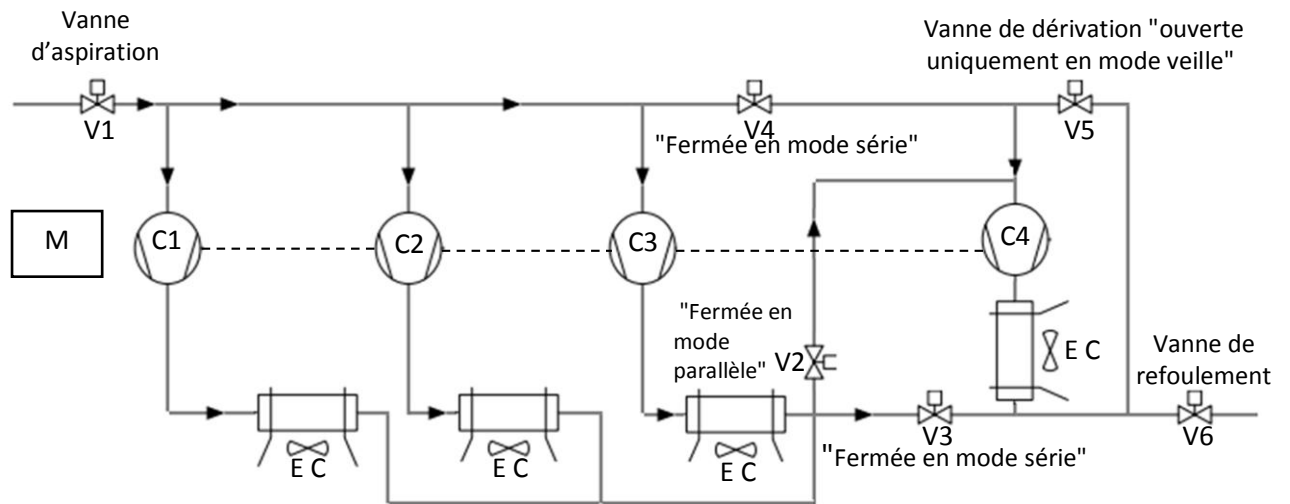 Vanne
d’aspiration
Vanne de dérivation "ouverte
uniquement en mode veille"
V1
V4
V5
"Fermée en mode série"
M
C1
C2
C3
C4
"Fermée en
mode
parallèle"
V2
E C
Vanne de
refoulement
V3
V6
E C
E C
E C
"Fermée en mode série"